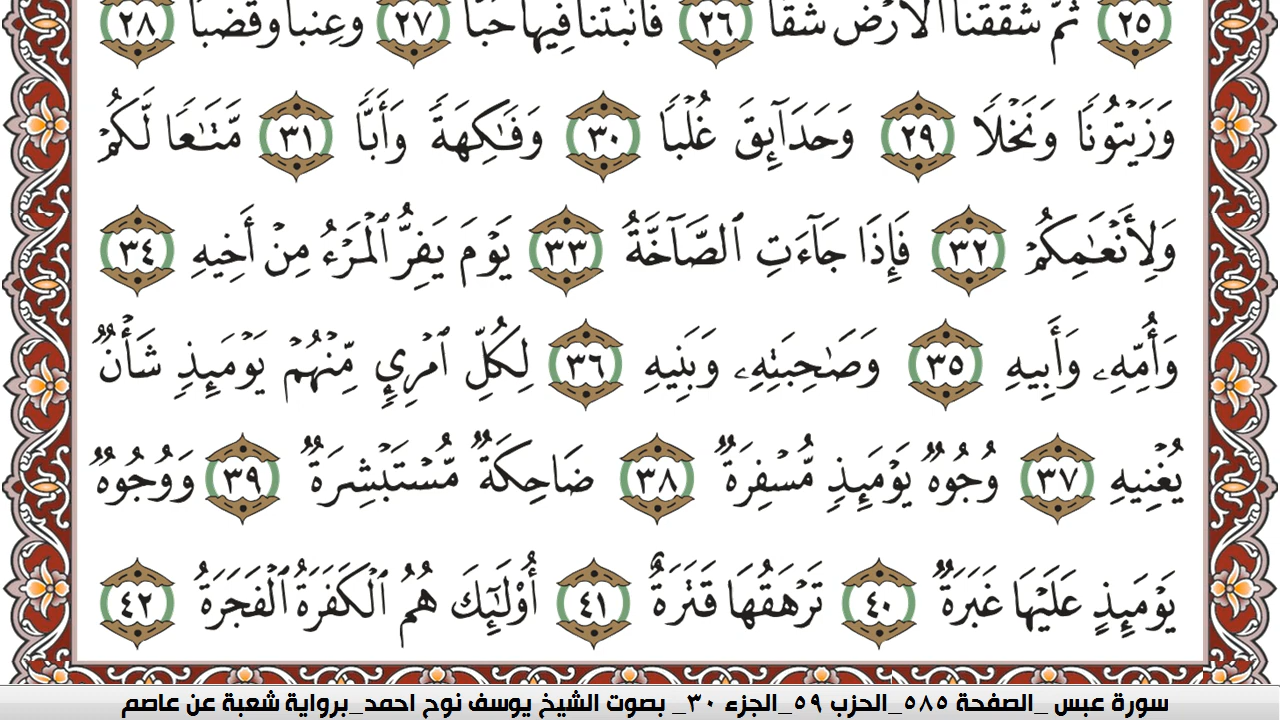 ٢٥ ثُمَّ شَقَقْنَا الْأَرْضَ شَقًّا ٢٦ فَأَنبَتْنَا فِيهَا حَبًّا ٢٧ وَعِنَبًا وَقَضْبًا ٢٨
وَزَيْتُونًا وَنَخْلًا ٢٩ وَحَدَآئِقَ غُلْبًا ٣٠ وَفَٰكِهَةً وَأَبًّا ٣١ مَّتَٰعًا لَّكُمْ
وَلِأَنْعَٰمِكُمْ ٣٢ فَإِذَا جَآءَتِ ٱلصَّآخَّةُ ٣٣ يَوْمَ يَفِرُّ ٱلْمَرْءُ مِنْ أَخِيهِ ٣٤
وَأُمِّهِۦ وَأَبِيهِ ٣٥ وَصَٰحِبَتِهِۦ وَبَنِيهِ ٣٦ لِكُلِّ ٱمْرِئٍ مِّنْهُمْ يَوْمَئِذٍ شَأْنٌ
يُغْنِيهِ ٣٧ وُجُوهٌ يَوْمَئِذٍ مُّسْفِرَةٌ ٣٨ ضَاحِكَةٌ مُّسْتَبْشِرَةٌ ٣٩ وَوُجُوهٌ
يَوْمَئِذٍ عَلَيْهَا غَبَرَةٌ ٤٠ تَرْهَقُهَا قَتَرَةٌ ٤١ أُوْلَٰٓئِكَ هُمُ ٱلْكَفَرَةُ ٱلْفَجَرَةُ ٤٢
سورة عبس _الصفحة ٥٨٥_الحزب ٥٩_الجزء ٣٠_ بصوت الشيخ يوسف نوح احمد_برواية شعبة عن عاصم